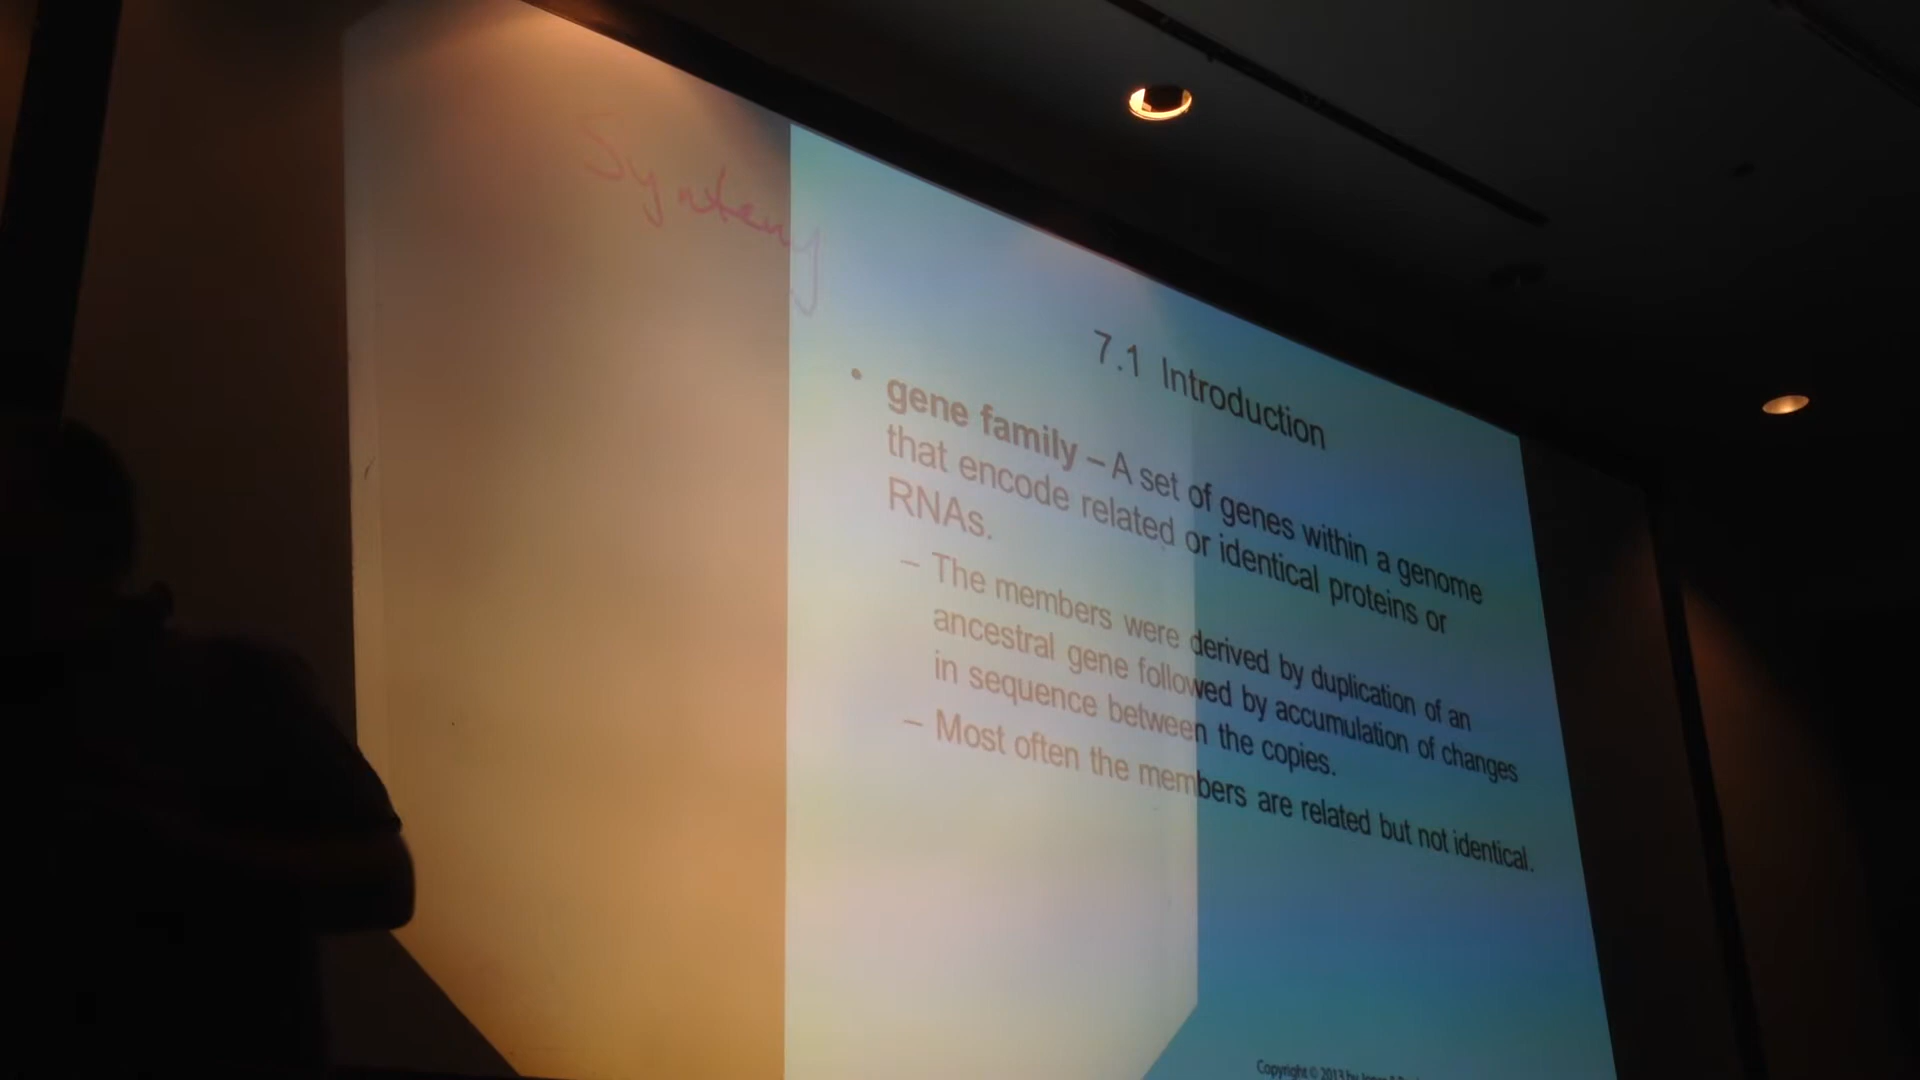 Synteny
7.1 Introduction
• gene family – A set of genes within a genome
that encode related or identical proteins or
RNAs.
– The members were derived by duplication of an
ancestral gene followed by accumulation of changes
in sequence between the copies.
– Most often the members are related but not identical.
Copyright © 2013 by